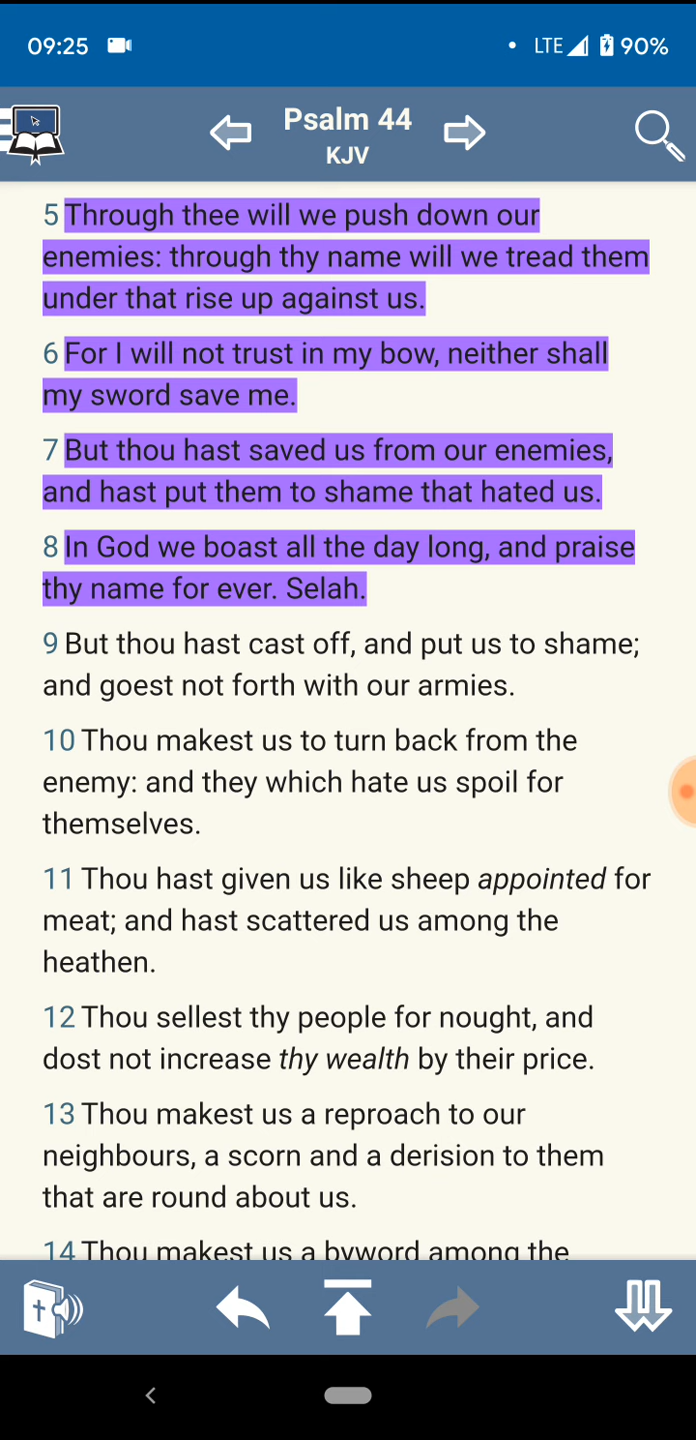 09:25 LTE 90%
Psalm 44
KJV
5 Through thee will we push down our
enemies: through thy name will we tread them
under that rise up against us.
6 For I will not trust in my bow, neither shall
my sword save me.
7 But thou hast saved us from our enemies,
and hast put them to shame that hated us.
8 In God we boast all the day long, and praise
thy name for ever. Selah.
9 But thou hast cast off, and put us to shame;
and goest not forth with our armies.
10 Thou makest us to turn back from the
enemy: and they which hate us spoil for
themselves.
11 Thou hast given us like sheep appointed for
meat; and hast scattered us among the
heathen.
12 Thou sellest thy people for nought, and
dost not increase thy wealth by their price.
13 Thou makest us a reproach to our
neighbours, a scorn and a derision to them
that are round about us.
14 Thou makest us a byword among the